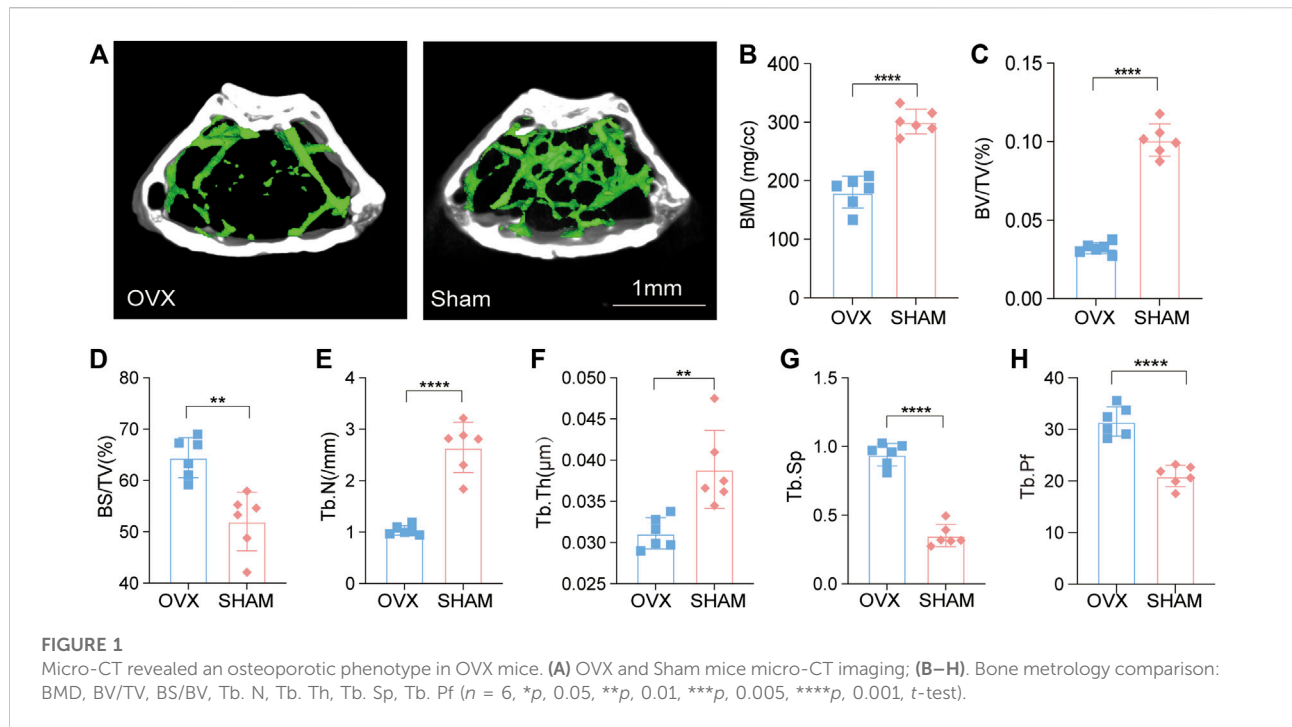 A
OVX
Sham
1mm
B
BMD (mg/cc)
400
300
200
100
0
****
OVX SHAM
C
BV/TV(%)
0.15
0.10
0.05
0.00
****
OVX SHAM
D
BS/TV(%)
80
70
60
50
40
**
OVX SHAM
E
Tb.N(/mm)
4
3
2
1
0
****
OVX SHAM
F
Tb.Th(μm)
0.050
0.045
0.040
0.035
0.030
0.025
**
OVX SHAM
G
Tb.Sp
1.5
1.0
0.5
0.0
****
OVX SHAM
H
Tb.Pf
40
30
20
10
0
****
OVX SHAM
FIGURE 1
Micro-CT revealed an osteoporotic phenotype in OVX mice. (A) OVX and Sham mice micro-CT imaging; (B–H). Bone metrology comparison:
BMD, BV/TV, BS/BV, Tb. N, Tb. Th, Tb. Sp, Tb. Pf (n = 6, *p, 0.05, **p, 0.01, ***p, 0.005, ****p, 0.001, t-test).